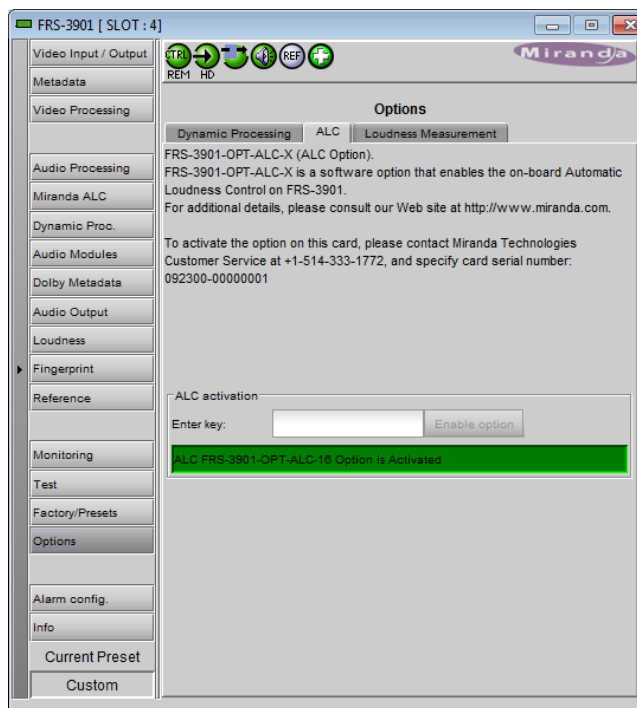 FRS-3901 [ SLOT : 4]
Video Input / Output
Metadata
Video Processing
Audio Processing
Miranda ALC
Dynamic Proc.
Audio Modules
Dolby Metadata
Audio Output
Loudness
Fingerprint
Reference
Monitoring
Test
Factory/Presets
Options
Alarm config.
Info
Current Preset
Custom
CTRL
REF
REM HD
Miranda
Options
Dynamic Processing ALC Loudness Measurement
FRS-3901-OPT-ALC-X (ALC Option).
FRS-3901-OPT-ALC-X is a software option that enables the on-board Automatic
Loudness Control on FRS-3901.
For additional details, please consult our Web site at http://www.miranda.com.
To activate the option on this card, please contact Miranda Technologies
Customer Service at +1-514-333-1772, and specify card serial number:
092300-00000001
ALC activation
Enter key: Enable option
ALC FRS-3901-OPT-ALC-16 Option is Activated